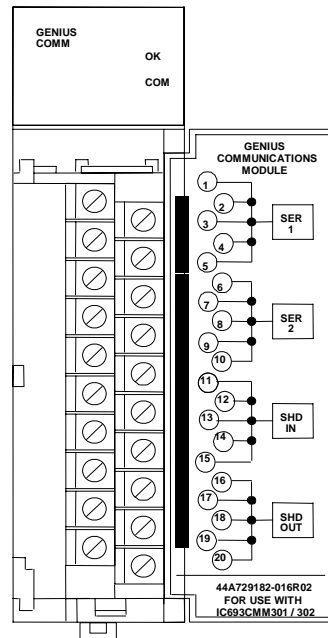 GENIUS
COMM
OK
COM
GENIUS
COMMUNICATIONS
MODULE
1
2
3
4
5
SER
1
6
7
8
9
10
SER
2
11
12
13
14
15
SHD
IN
16
17
18
19
20
SHD
OUT
44A729182-016R02
FOR USE WITH
IC693CMM301 / 302